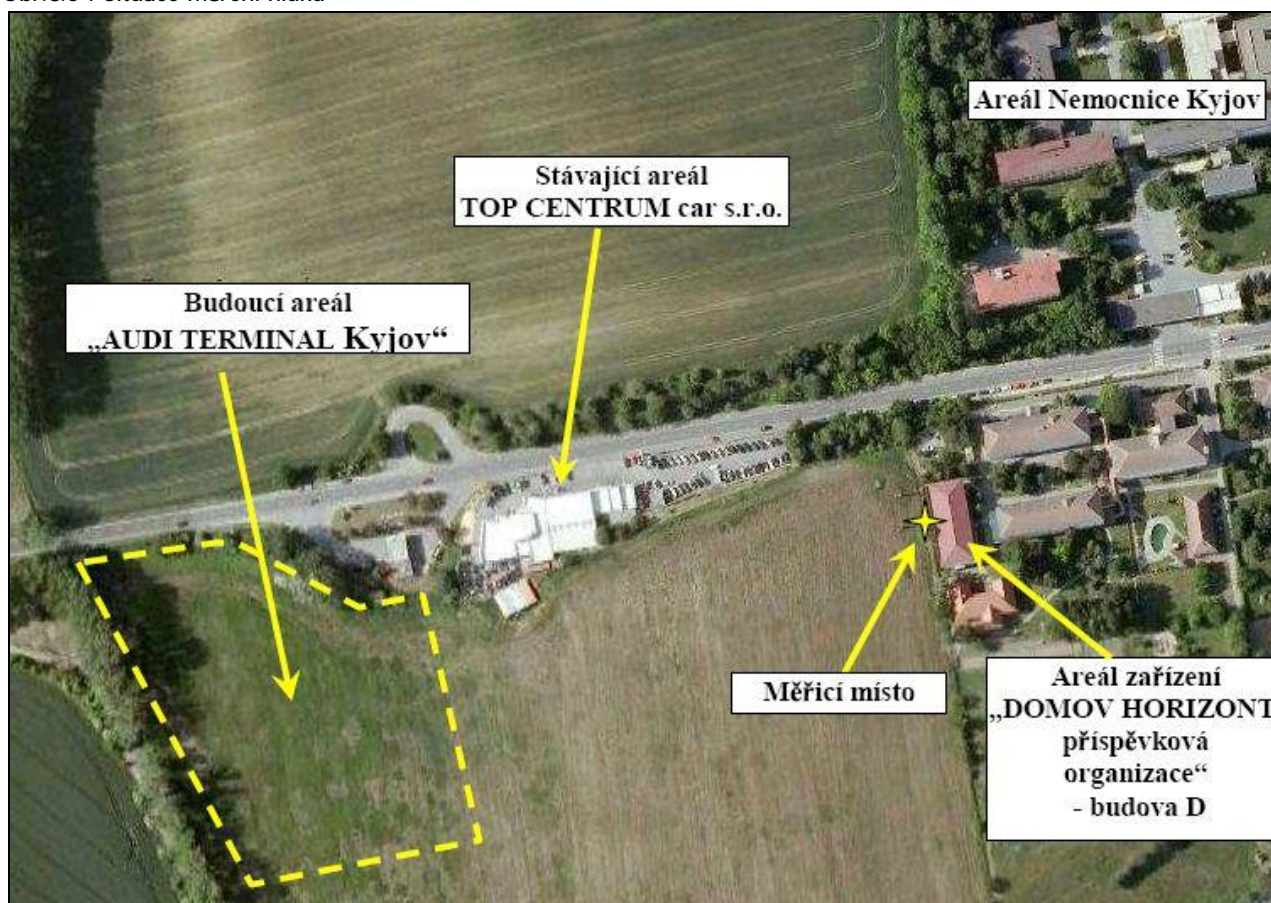 Areál Nemocnice Kyjov
Stávající areál
TOP CENTRUM car s.r.o.
Budoucí areál
„AUDI TERMINAL Kyjov“
Měřicí místo
Areál zařízení
„DOMOV HORIZONT
příspěvková
organizace“
- budova D